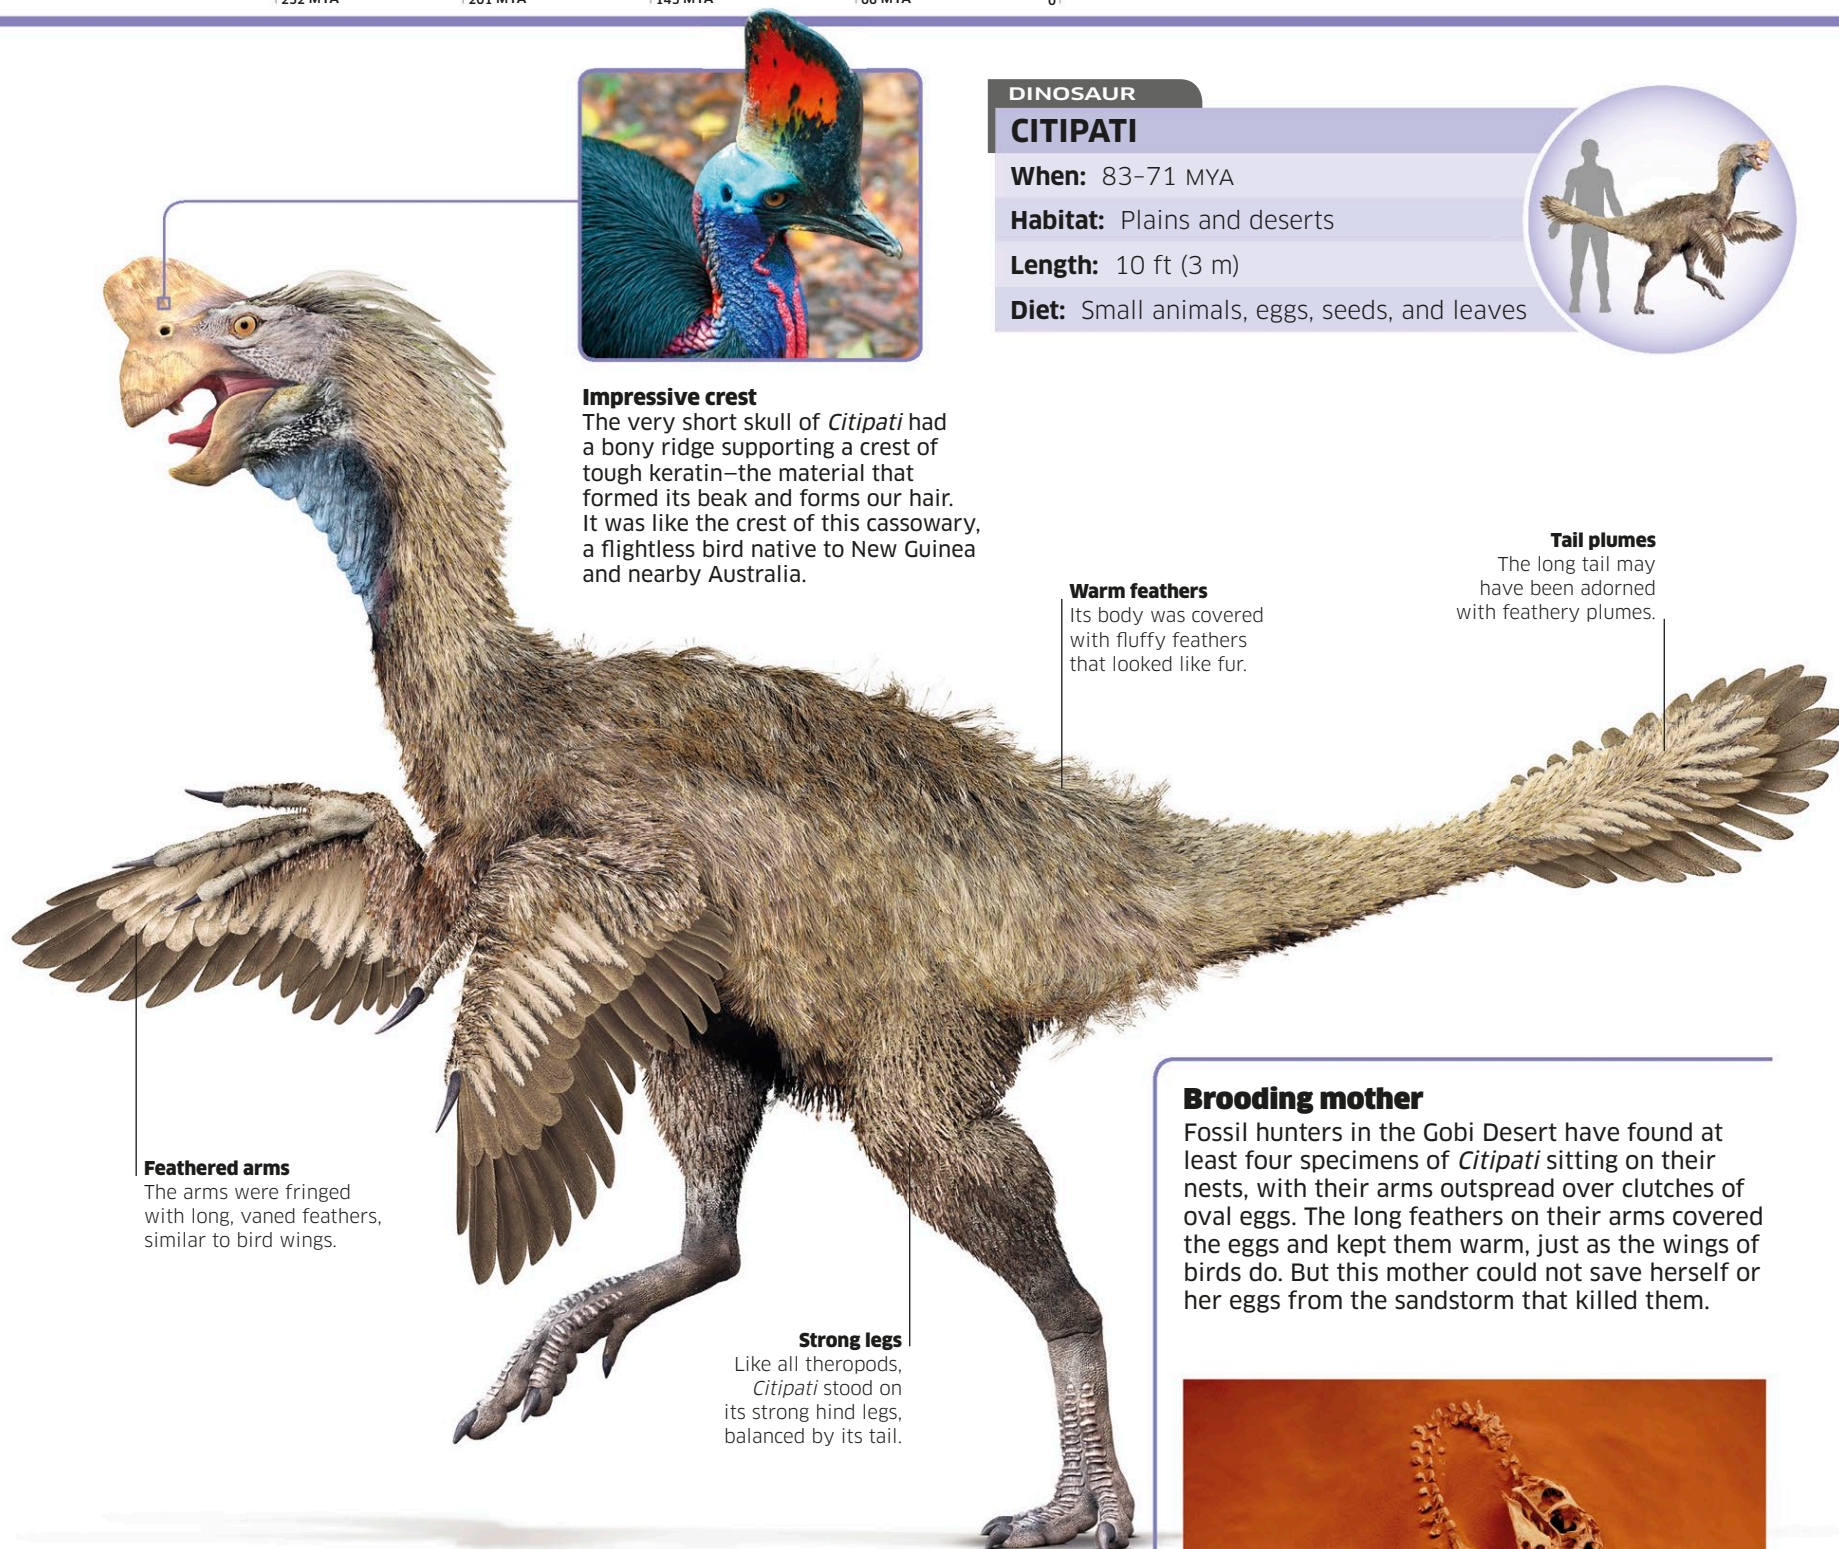 252 MYA
201 MYA
145 MYA
66 MYA
0
DINOSAUR
CITIPATI
When: 83–71 MYA
Habitat: Plains and deserts
Length: 10 ft (3 m)
Diet: Small animals, eggs, seeds, and leaves
Impressive crest
The very short skull of Citipati had
a bony ridge supporting a crest of
tough keratin—the material that
formed its beak and forms our hair.
It was like the crest of this cassowary,
a flightless bird native to New Guinea
and nearby Australia.
Warm feathers
Its body was covered
with fluffy feathers
that looked like fur.
Tail plumes
The long tail may
have been adorned
with feathery plumes.
Feathered arms
The arms were fringed
with long, vaned feathers,
similar to bird wings.
Strong legs
Like all theropods,
Citipati stood on
its strong hind legs,
balanced by its tail.
Brooding mother
Fossil hunters in the Gobi Desert have found at
least four specimens of Citipati sitting on their
nests, with their arms outspread over clutches of
oval eggs. The long feathers on their arms covered
the eggs and kept them warm, just as the wings of
birds do. But this mother could not save herself or
her eggs from the sandstorm that killed them.